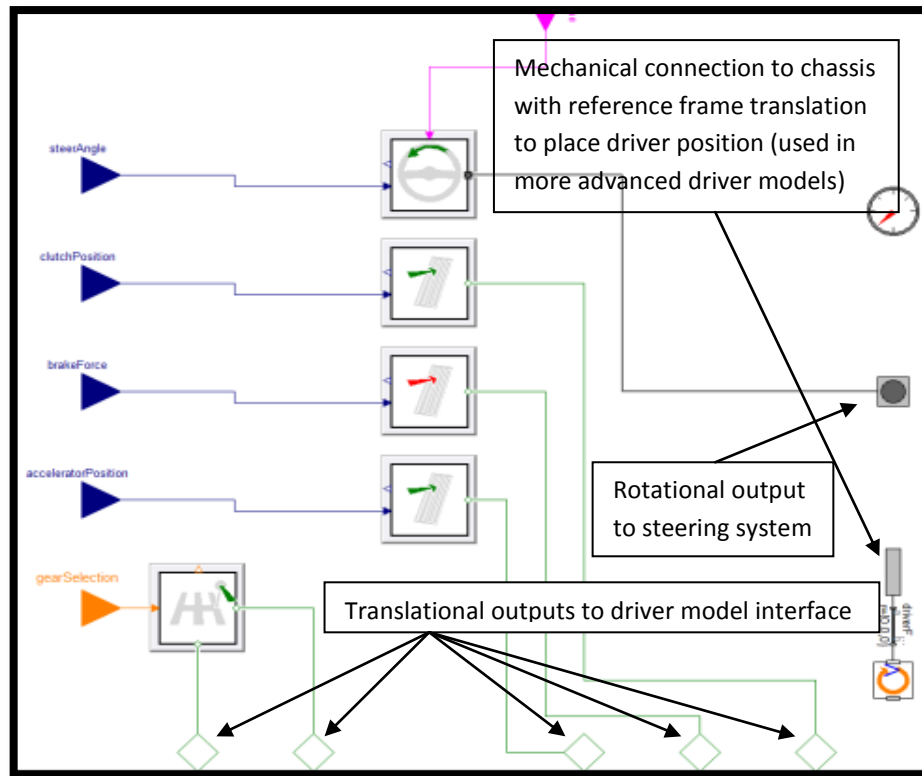 Mechanical connection to chassis
with reference frame translation
to place driver position (used in
more advanced driver models)
steerAngle
clutchPosition
brakeForce
acceleratorPosition
Rotational output
to steering system
gearSelection
Translational outputs to driver model interface